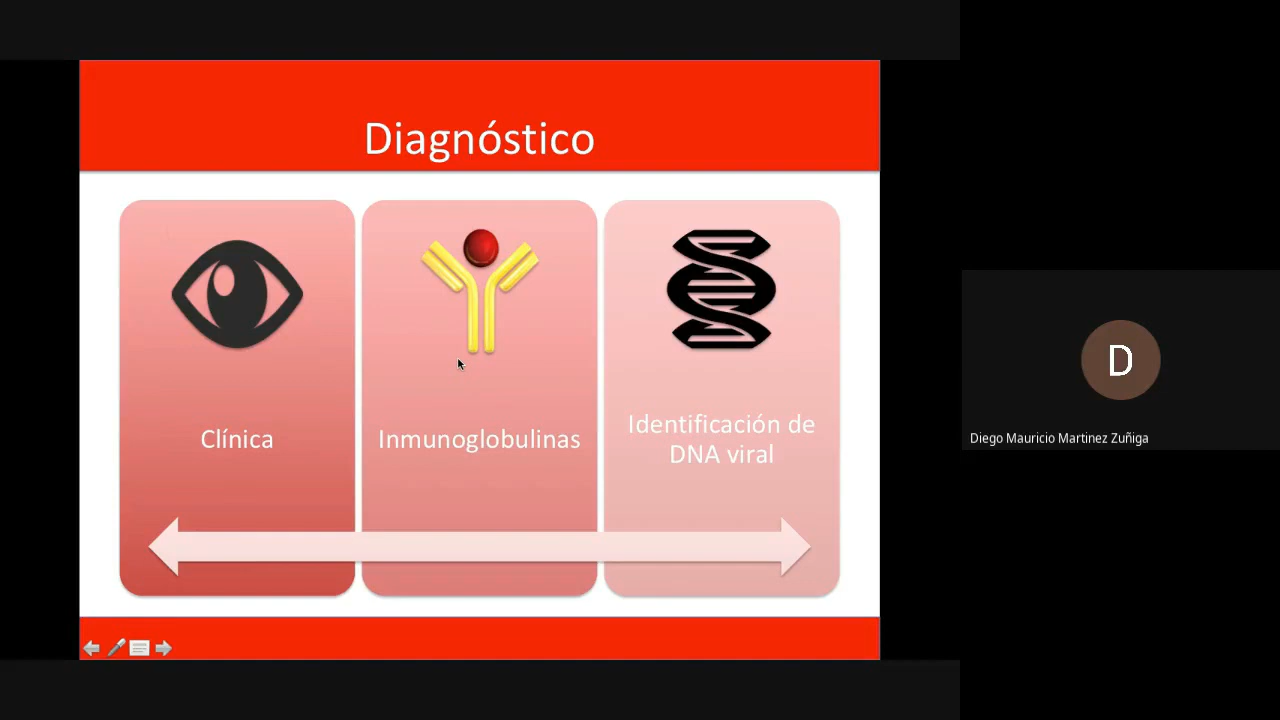 Diagnóstico
Clínica
Inmunoglobulinas
Identificación de
DNA viral
D
Diego Mauricio Martinez Zuñiga